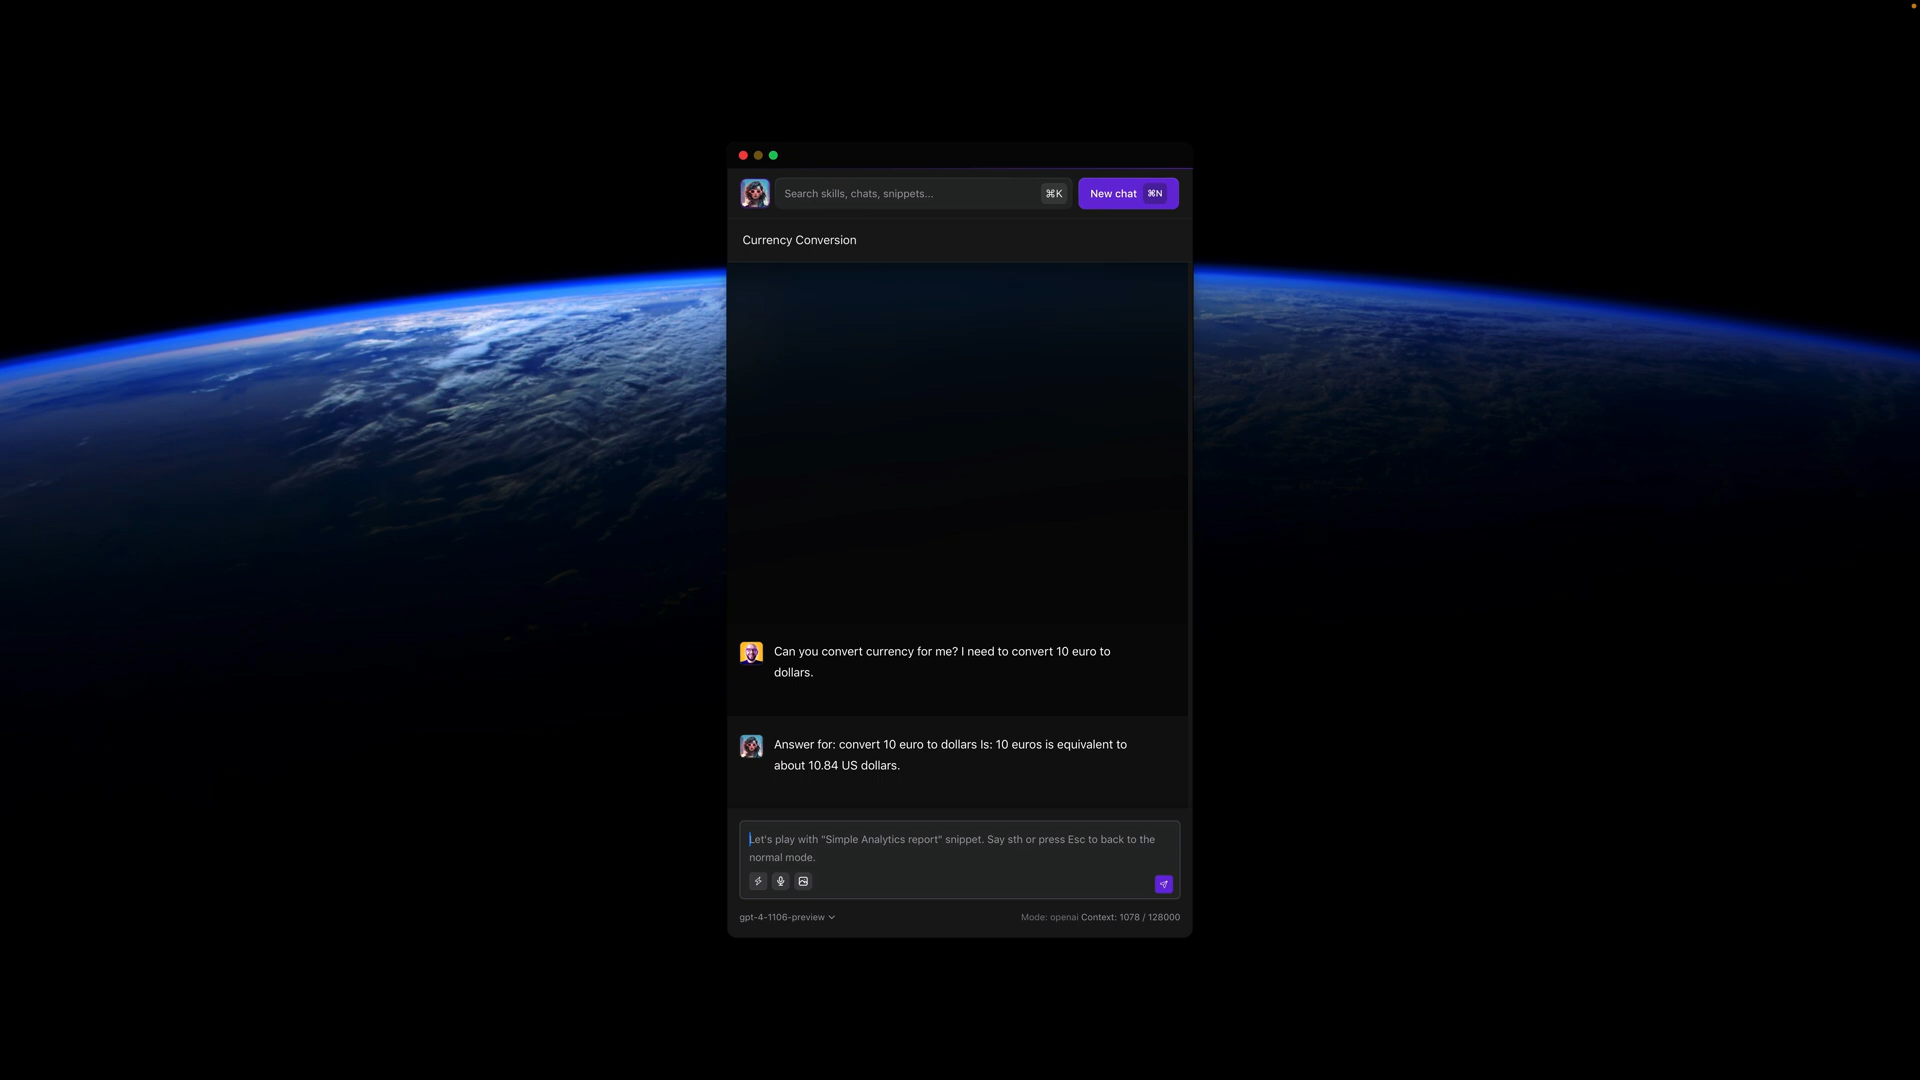 Search skills, chats, snippets...
⌘K
New chat ⌘N
Currency Conversion
Can you convert currency for me? I need to convert 10 euro to
dollars.
Answer for: convert 10 euro to dollars Is: 10 euros is equivalent to
about 10.84 US dollars.
Let's play with "Simple Analytics report" snippet. Say sth or press Esc to back to the
normal mode.
gpt-4-1106-preview
Mode: openai Context: 1078 / 128000